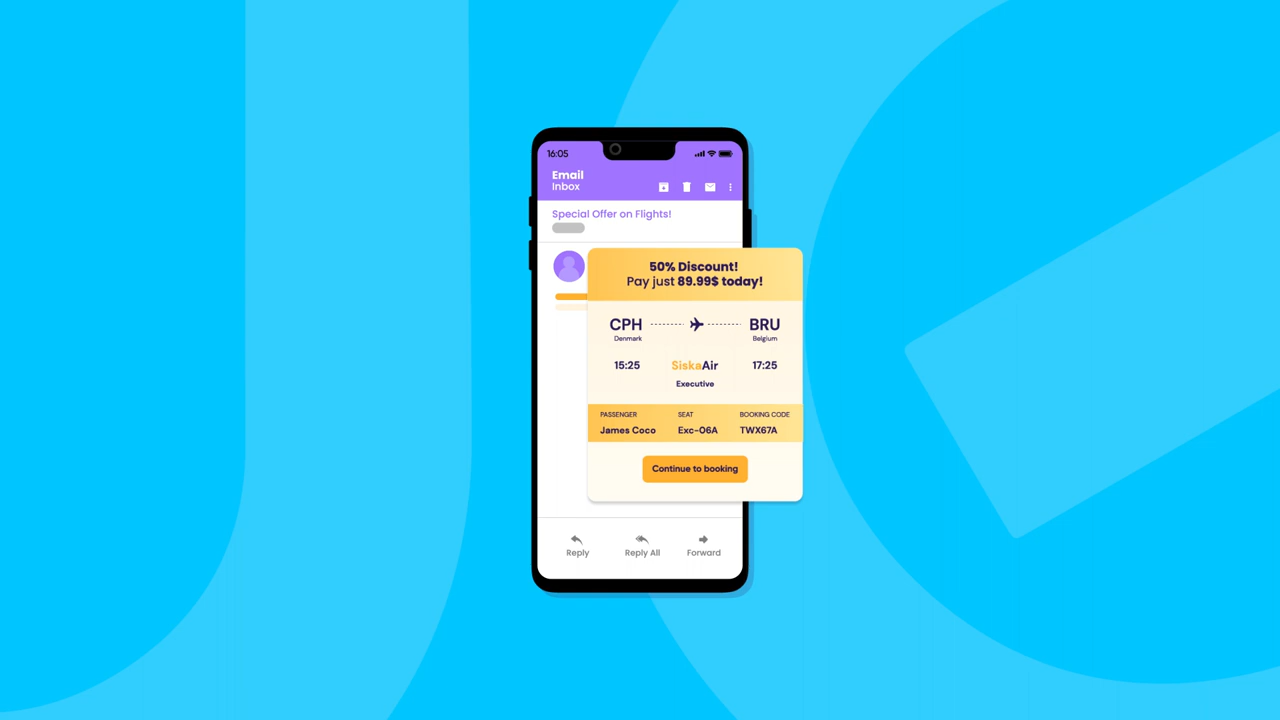 16:05
Email
Inbox
Special Offer on Flights!
50% Discount!
Pay just 89.99$ today!
CPH BRU
Denmark Belgium
15:25 SiskaAir 17:25
Executive
PASSENGER SEAT BOOKING CODE
James Coco Exc-06A TWX67A
Continue to booking
Reply Reply All Forward